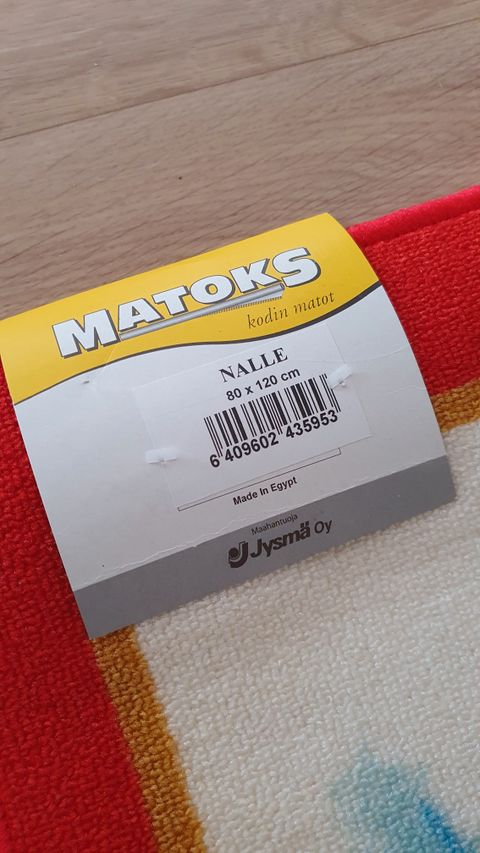 MATOKS
kodin matot
NALLE
80 x 120 cm
6 409602 435953
Made In Egypt
Maahantuoja
Jysmä Oy